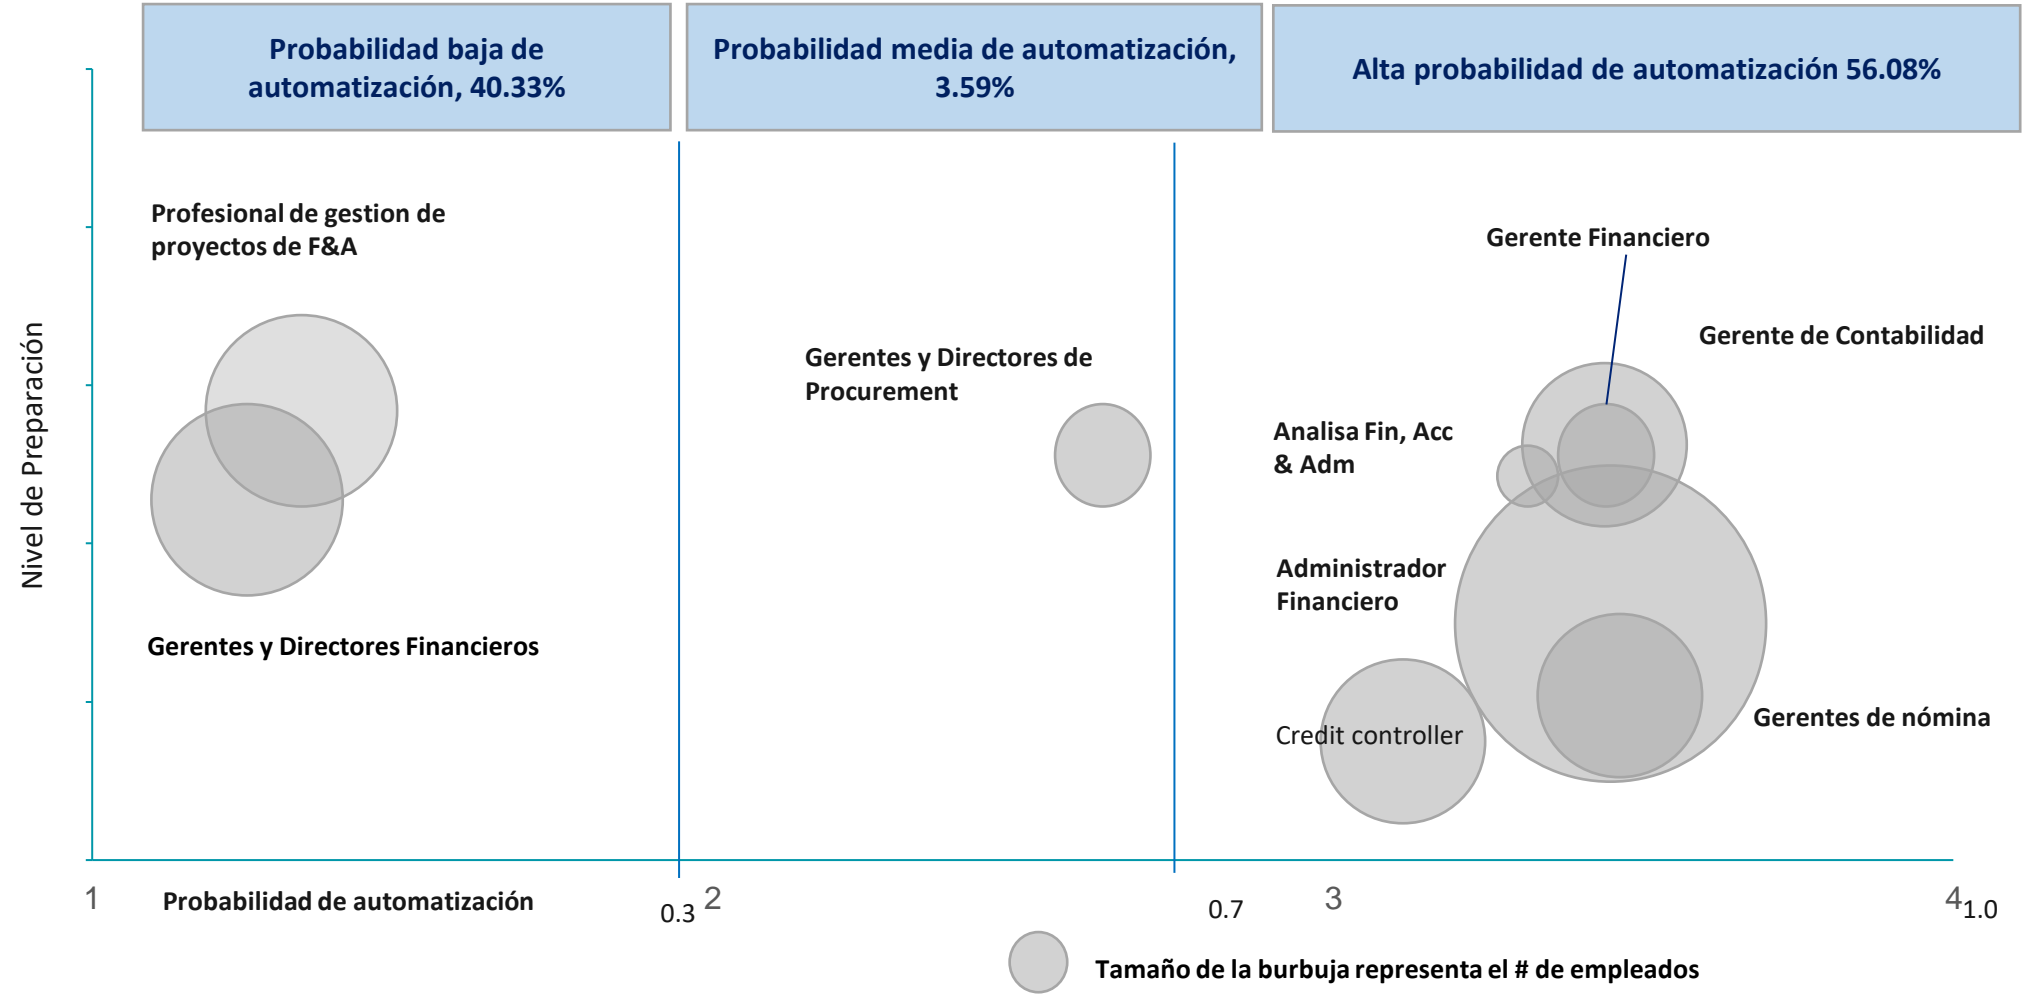 Probabilidad baja de
automatización, 40.33%
Probabilidad media de automatización,
3.59%
Alta probabilidad de automatización 56.08%
Profesional de gestion de
proyectos de F&A
Gerente Financiero
Gerente de Contabilidad
Gerentes y Directores de
Procurement
Analisa Fin, Acc
& Adm
Nivel de Preparación
Administrador
Financiero
Gerentes y Directores Financieros
Gerentes de nómina
Credit controller
1
Probabilidad de automatización
0.3
2
0.7
3
4
1.0
Tamaño de la burbuja representa el # de empleados